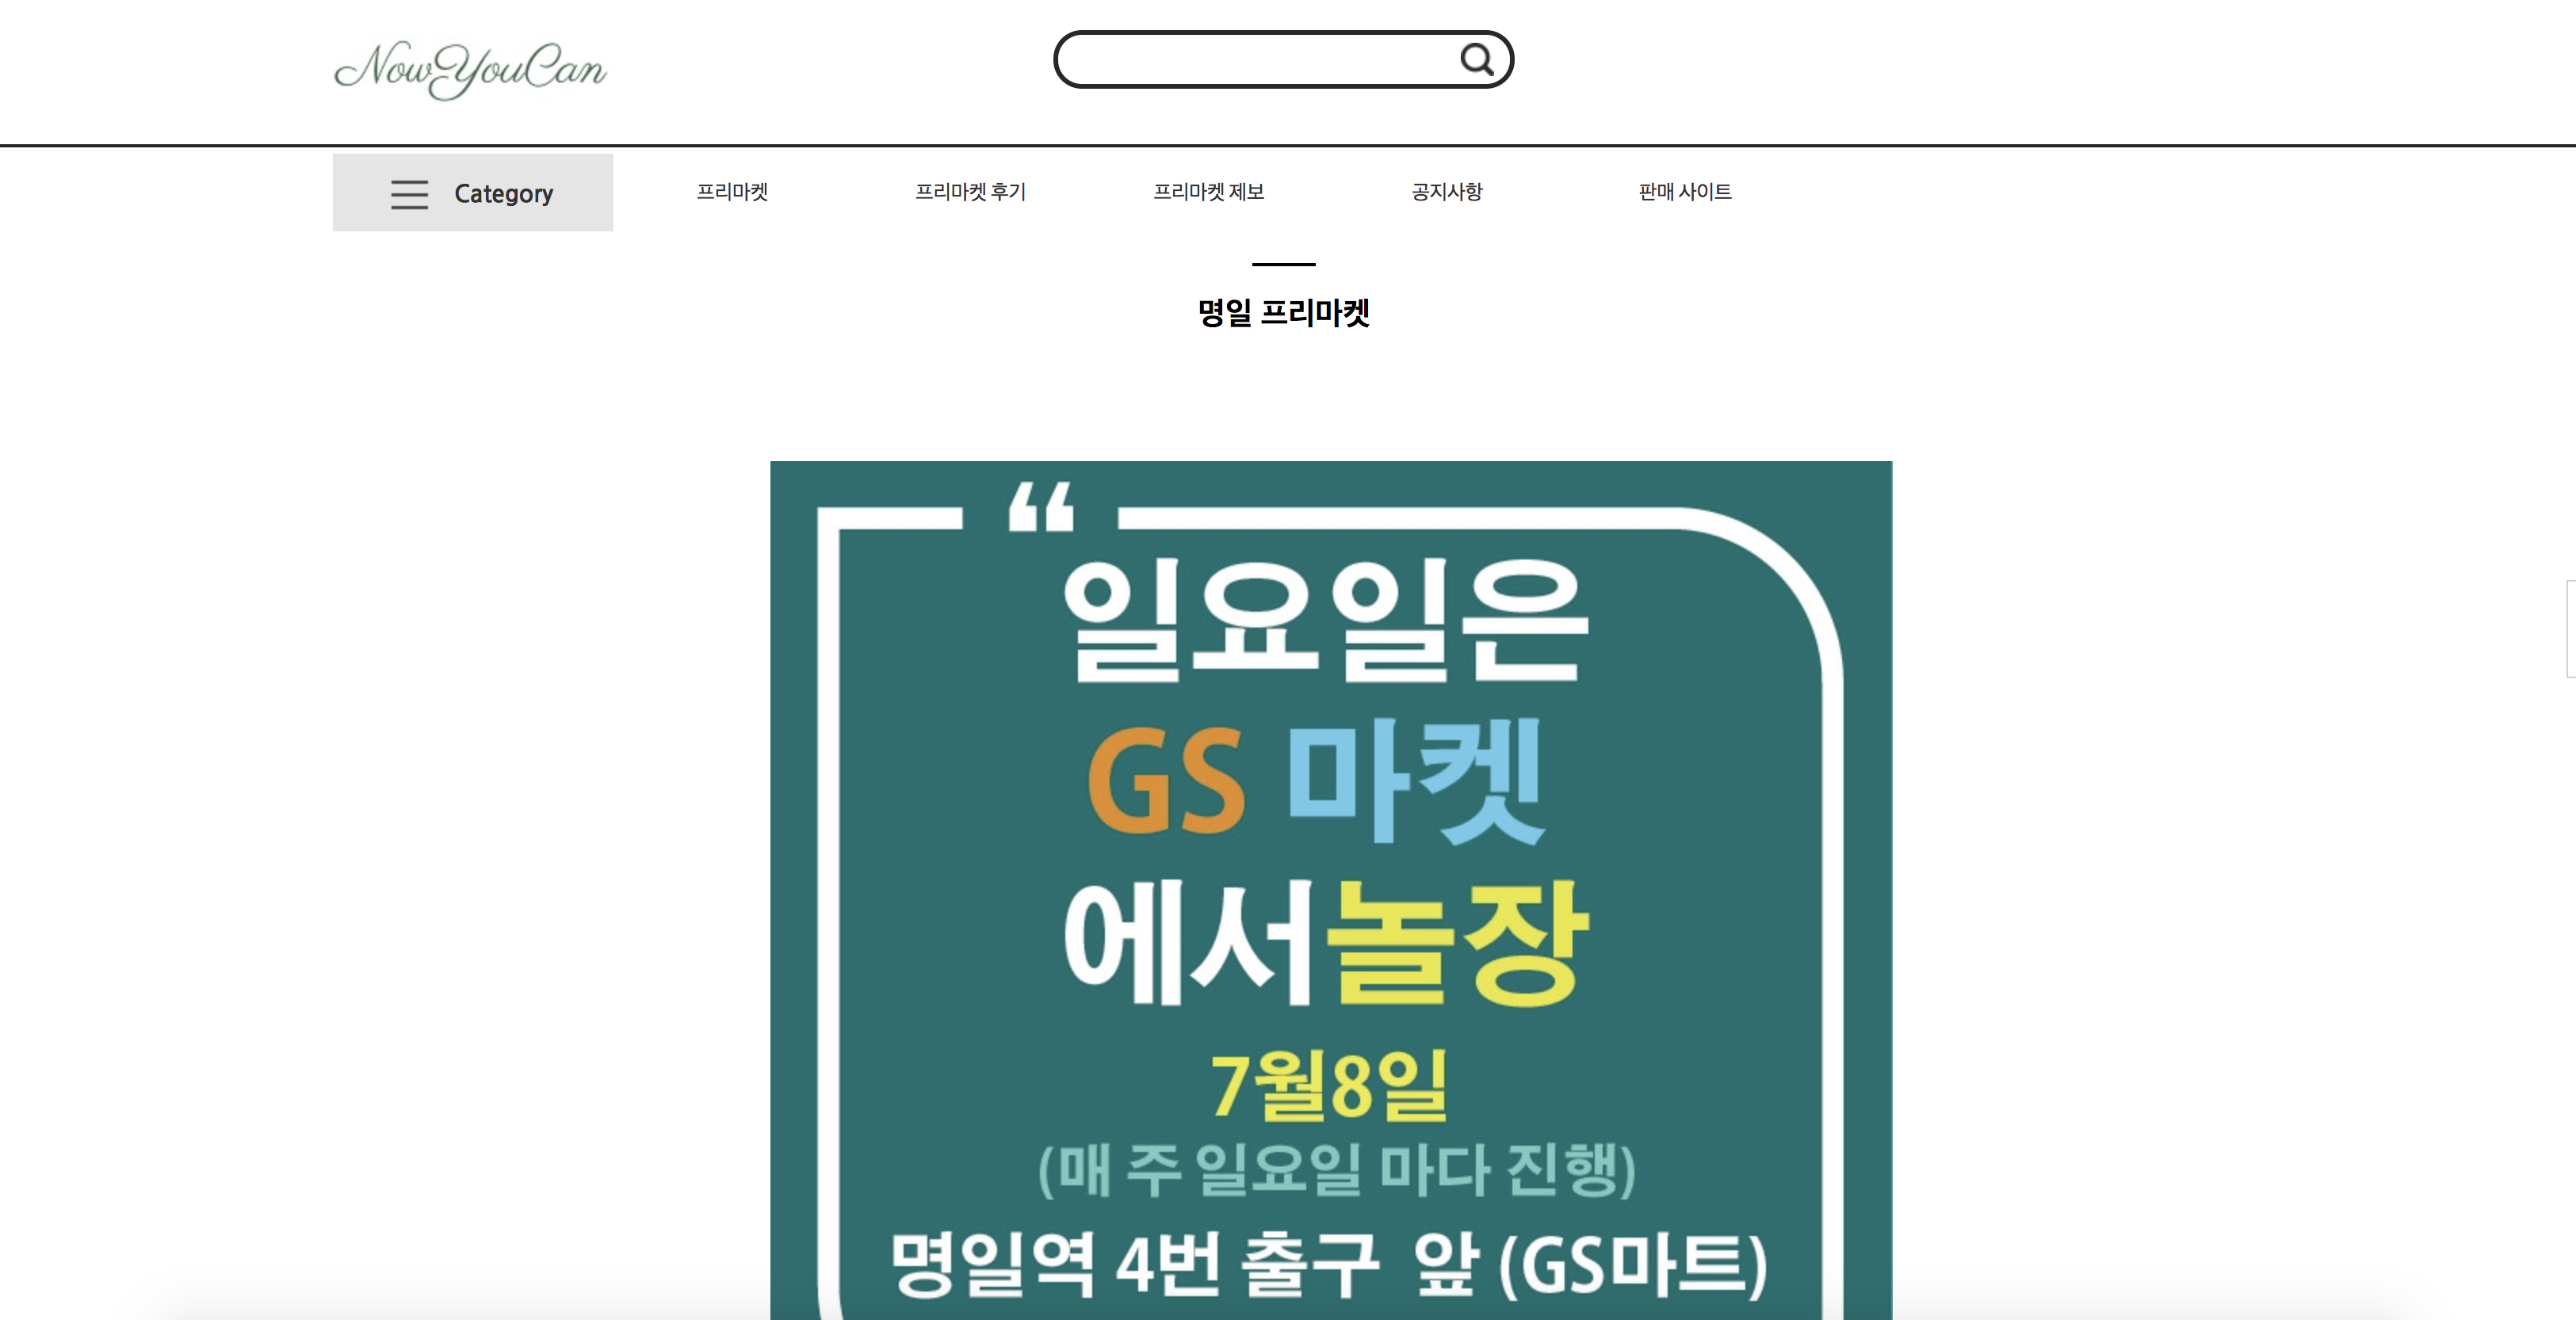 NowYouCan
Category
프리마켓
프리마켓 후기
프리마켓 제보
공지사항
판매 사이트
명일 프리마켓
❝
일요일은
GS 마켓
에서놀장
7월8일
(매 주 일요일 마다 진행)
명일역 4번 출구 앞 (GS마트)